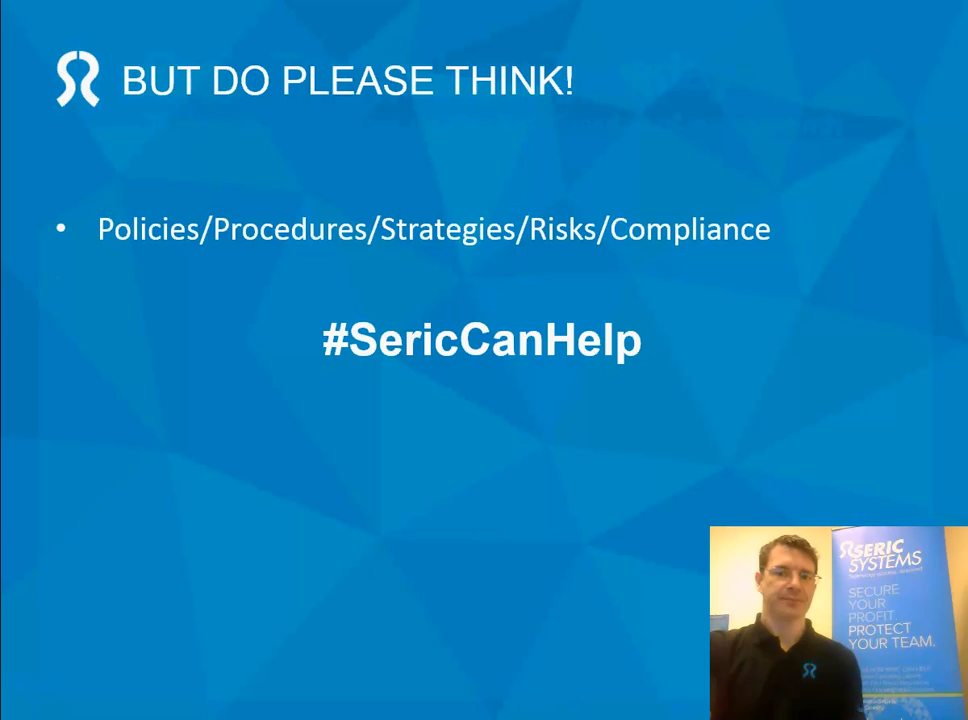 BUT DO PLEASE THINK!
• Policies/Procedures/Strategies/Risks/Compliance
#SericCanHelp
SERIC
SYSTEMS
SECURE
YOUR
PROFIT
PROTECT
YOUR TEAM.